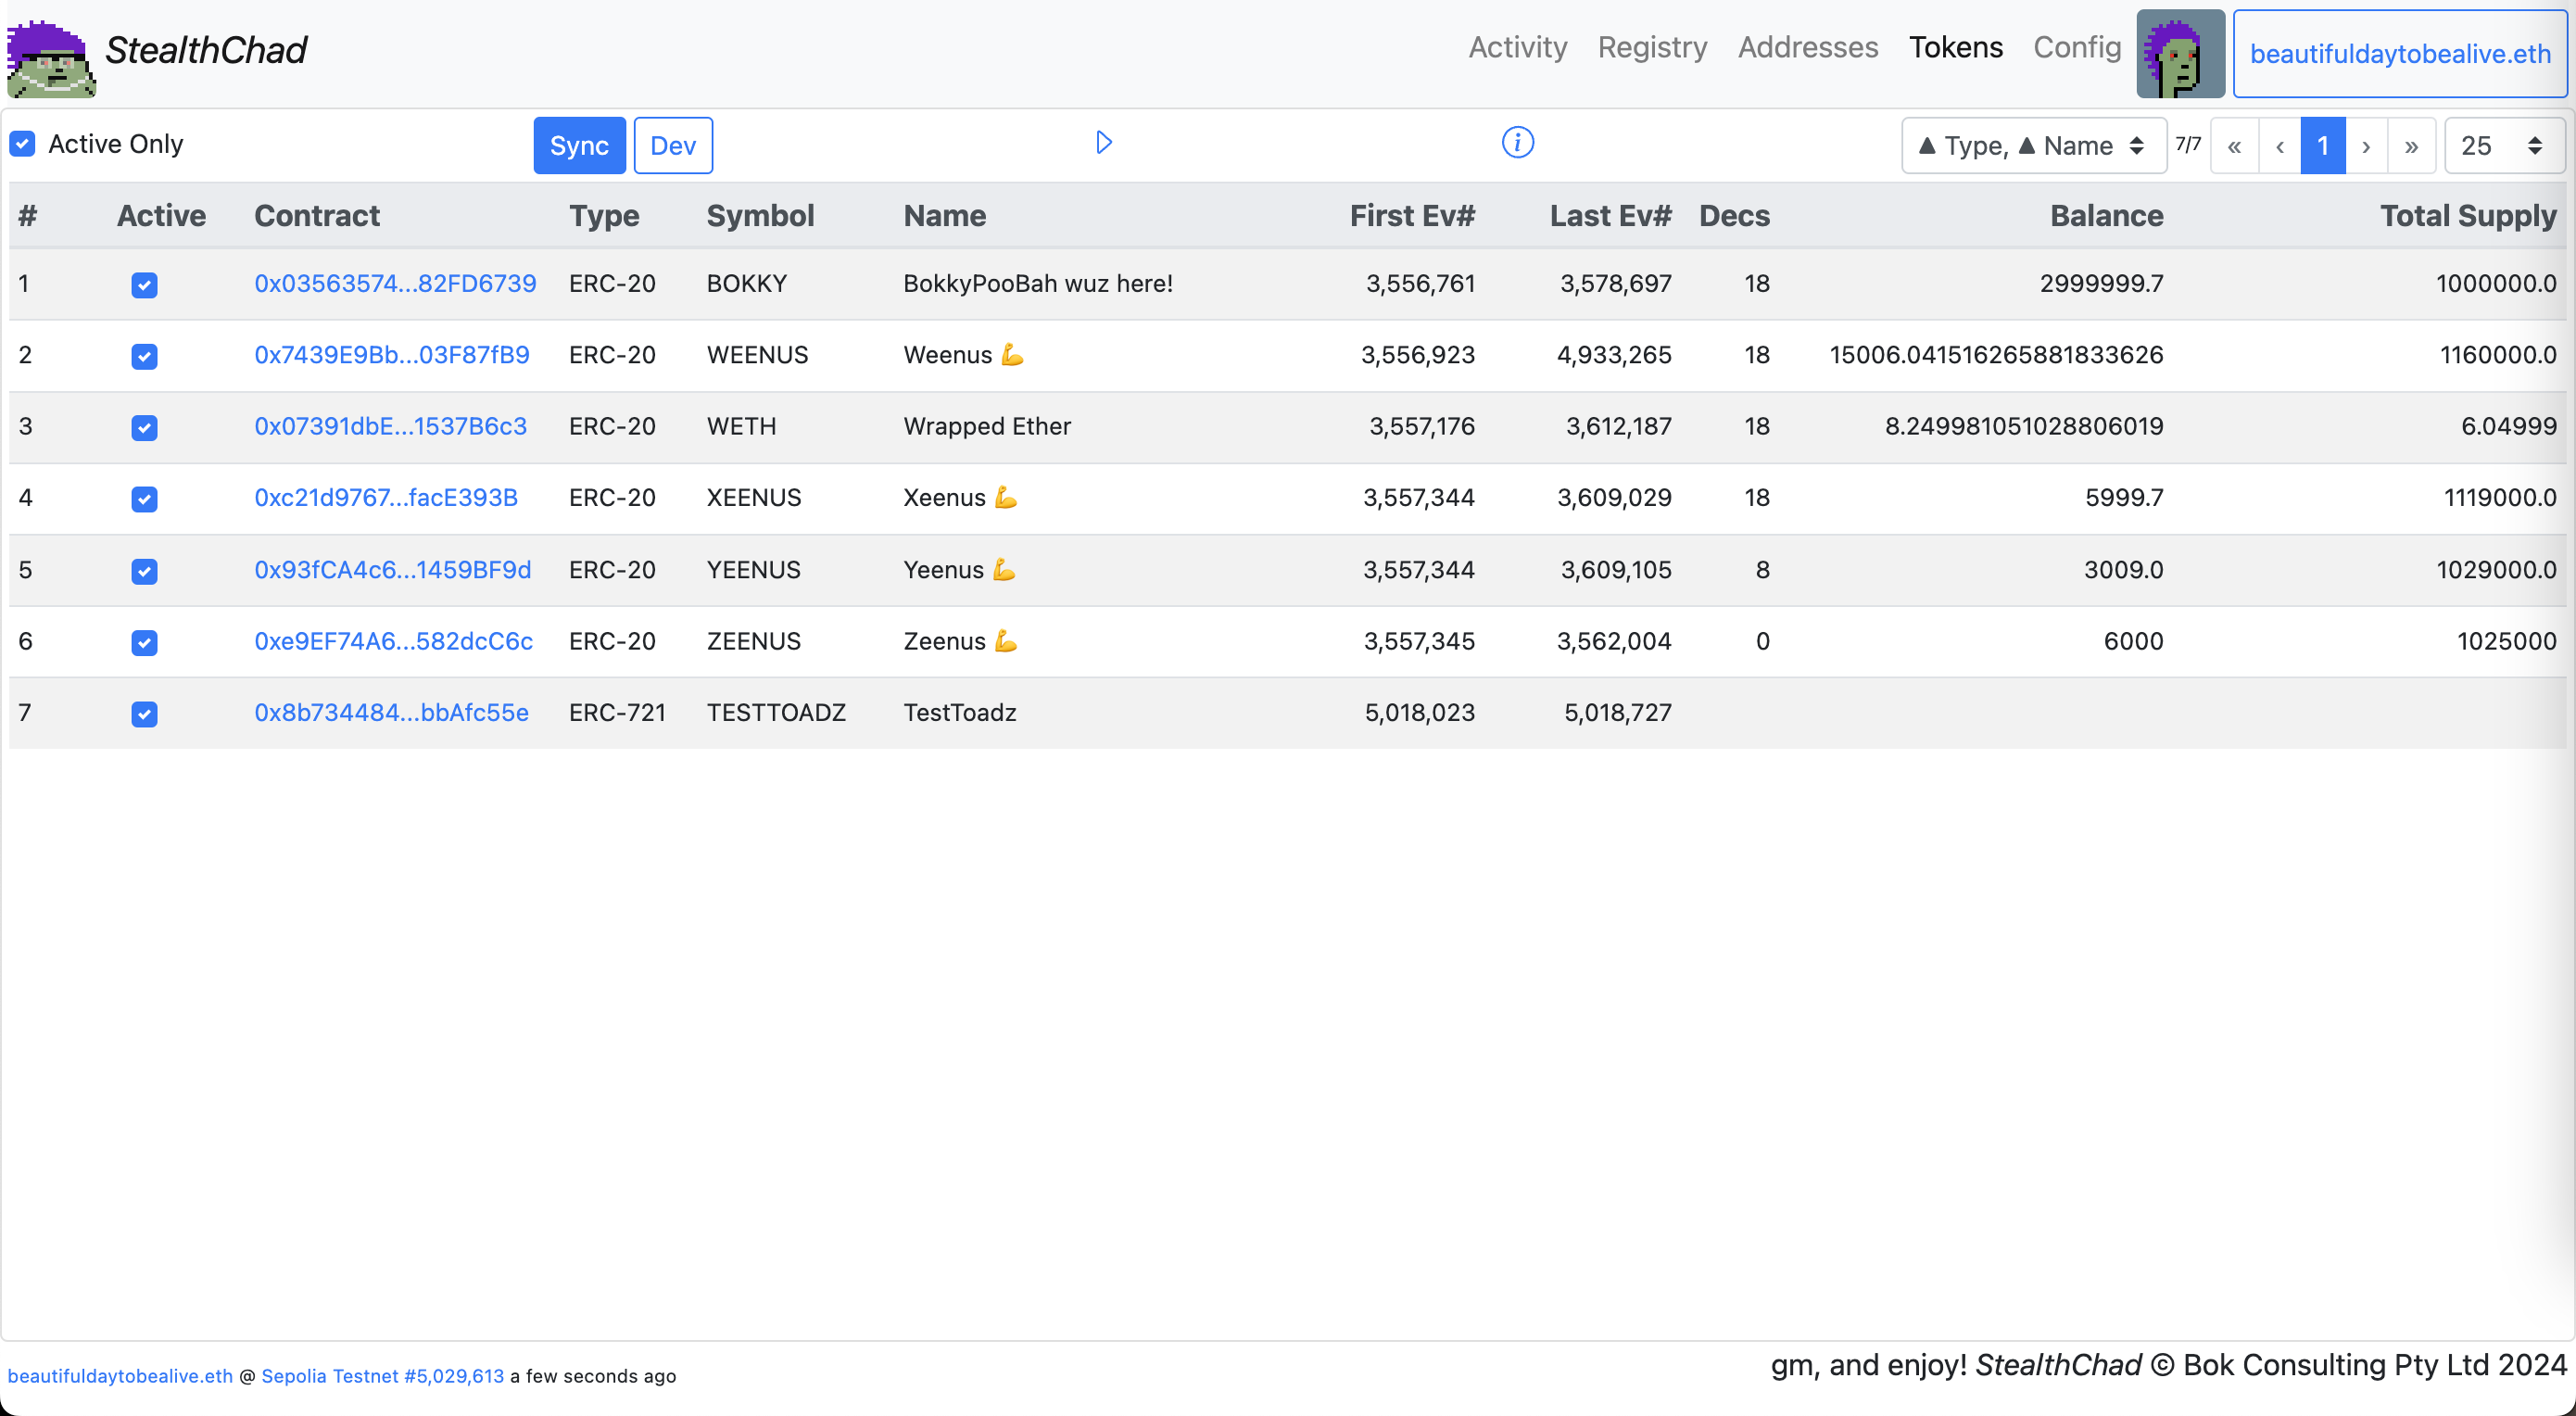 StealthChad Activity Registry Addresses Tokens Config beautifuldaytobealive.eth
Active Only Sync Dev ▲ Type, ▲ Name 7/7 « ‹ 1 › » 25
# Active Contract Type Symbol Name First Ev# Last Ev# Decs Balance Total Supply
1 0x03563574...82FD6739 ERC-20 BOKKY BokkyPooBah wuz here! 3,556,761 3,578,697 18 2999999.7 1000000.0
2 0x7439E9Bb...03F87fB9 ERC-20 WEENUS Weenus 💪 3,556,923 4,933,265 18 15006.041516265881833626 1160000.0
3 0x07391dbE...1537B6c3 ERC-20 WETH Wrapped Ether 3,557,176 3,612,187 18 8.249981051028806019 6.04999
4 0xc21d9767...facE393B ERC-20 XEENUS Xeenus 💪 3,557,344 3,609,029 18 5999.7 1119000.0
5 0x93fCA4c6...1459BF9d ERC-20 YEENUS Yeenus 💪 3,557,344 3,609,105 8 3009.0 1029000.0
6 0xe9EF74A6...582dcC6c ERC-20 ZEENUS Zeenus 💪 3,557,345 3,562,004 0 6000 1025000
7 0x8b734484...bbAfc55e ERC-721 TESTTOADZ TestToadz 5,018,023 5,018,727
beautifuldaytobealive.eth @ Sepolia Testnet #5,029,613 a few seconds ago
gm, and enjoy! StealthChad © Bok Consulting Pty Ltd 2024